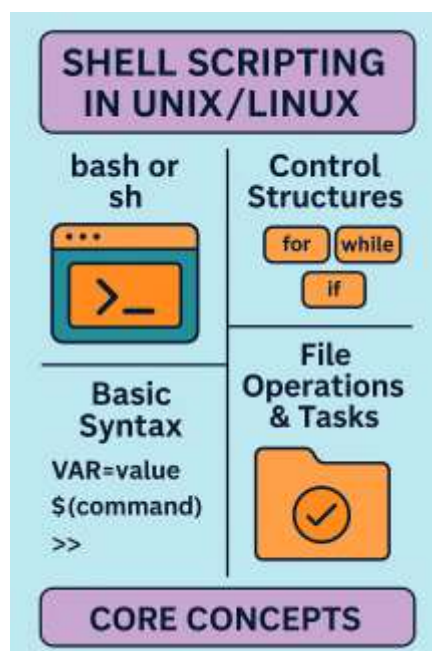 SHELL SCRIPTING
IN UNIX/LINUX
bash or
sh
>_
Control
Structures
for while
if
Basic
Syntax
VAR=value
$(command)
>>
File
Operations
& Tasks
CORE CONCEPTS